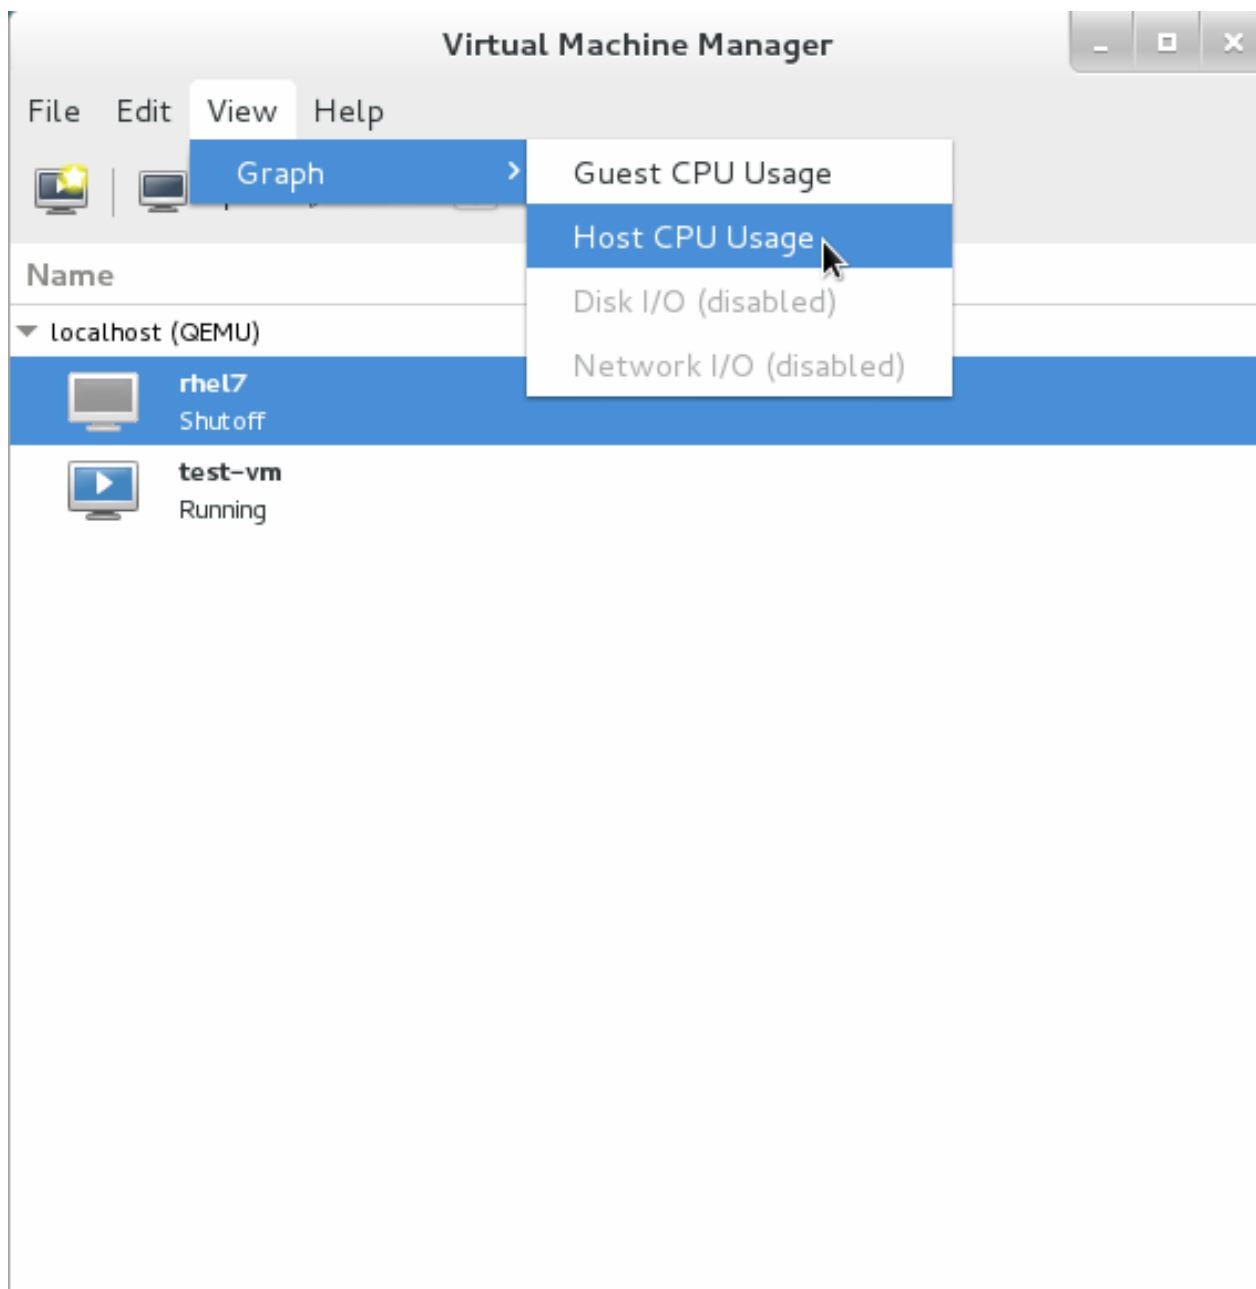 Virtual Machine Manager
File Edit View Help
Graph
Guest CPU Usage
Host CPU Usage
Disk I/O (disabled)
Network I/O (disabled)
Name
localhost (QEMU)
rhel7
Shutoff
test-vm
Running